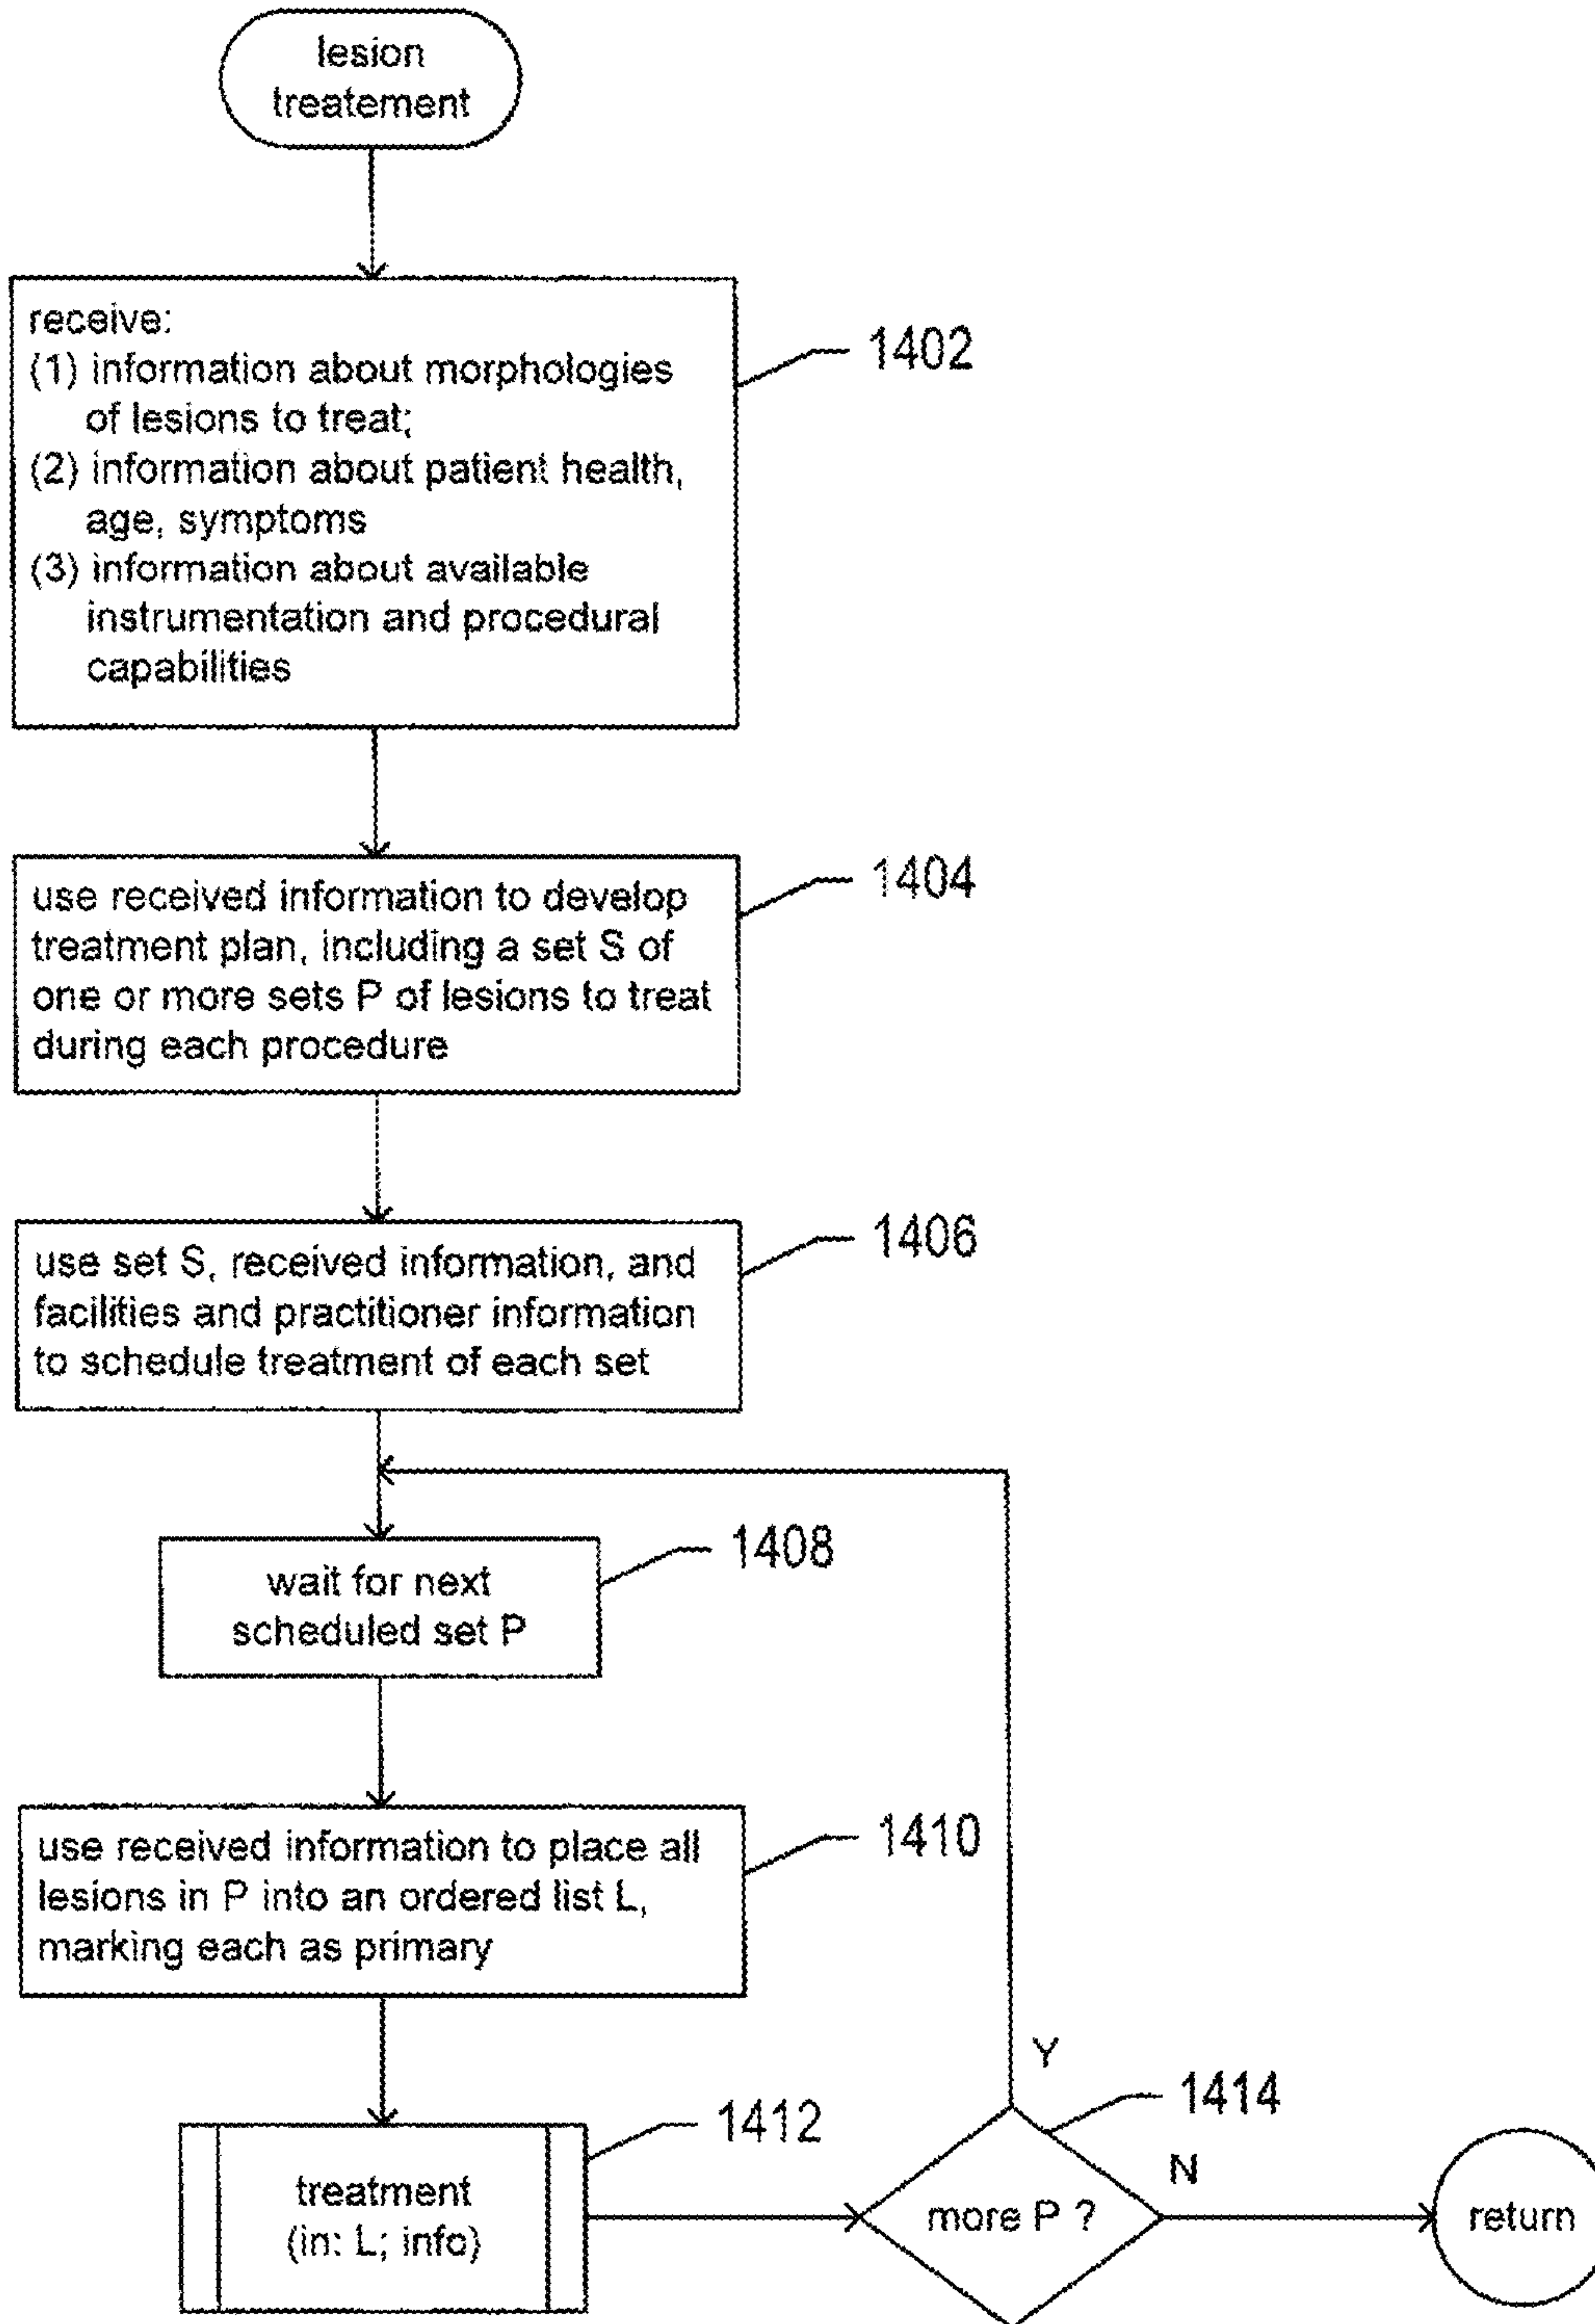 lesion
treatement
receive:
(1) information about morphologies
of lesions to treat;
(2) information about patient health,
age, symptoms
(3) information about available
instrumentation and procedural
capabilities
1402
use received information to develop
treatment plan, including a set S of
one or more sets P of lesions to treat
during each procedure
1404
use set S, received information, and
facilities and practitioner information
to schedule treatment of each set
1406
wait for next
scheduled set P
1408
use received information to place all
lesions in P into an ordered list L,
marking each as primary
1410
treatment
(in: L; info)
1412
more P ?
1414
Y
N
return